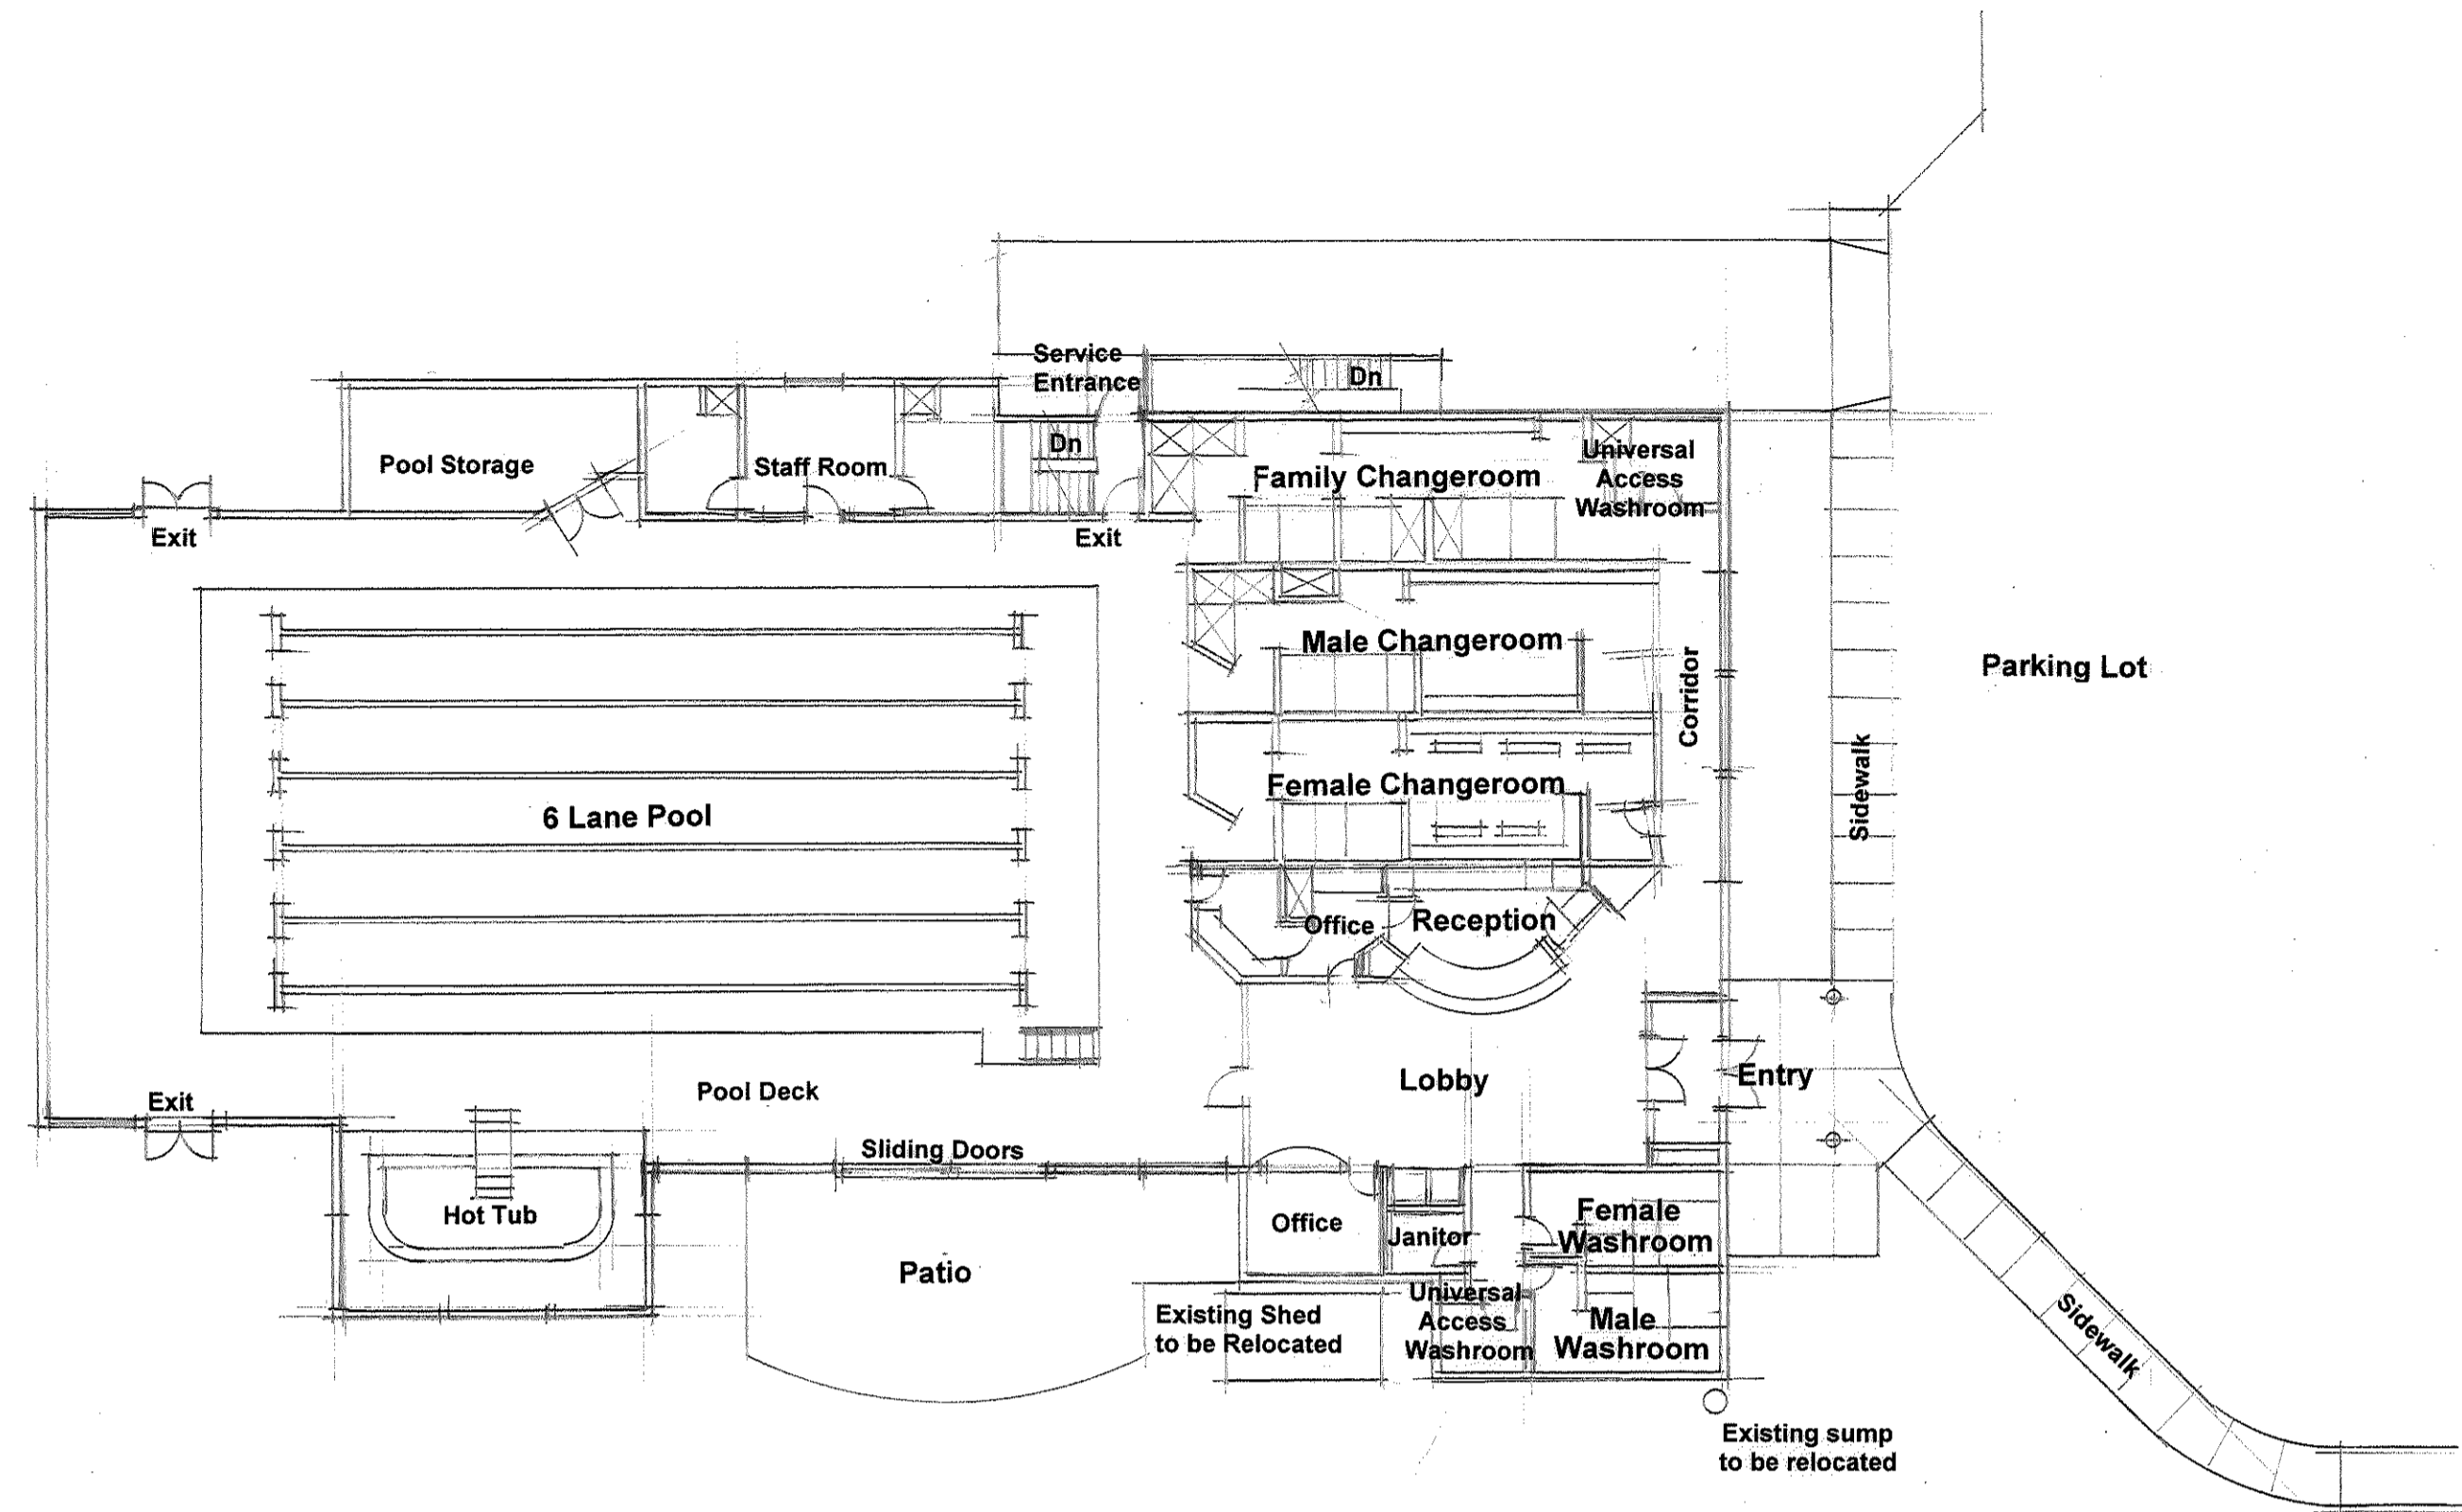 Service
Entrance
Dn
Dn
Pool Storage
Staff Room
Family Changeroom
Universal
Access
Washroom
Exit
Exit
Male Changeroom
Corridor
Parking Lot
Sidewalk
Female Changeroom
6 Lane Pool
Office
Reception
Lobby
Entry
Exit
Pool Deck
Sliding Doors
Hot Tub
Office
Janitor
Female
Washroom
Patio
Existing Shed
to be Relocated
Universal
Access
Washroom
Male
Washroom
Sidewalk
Existing sump
to be relocated